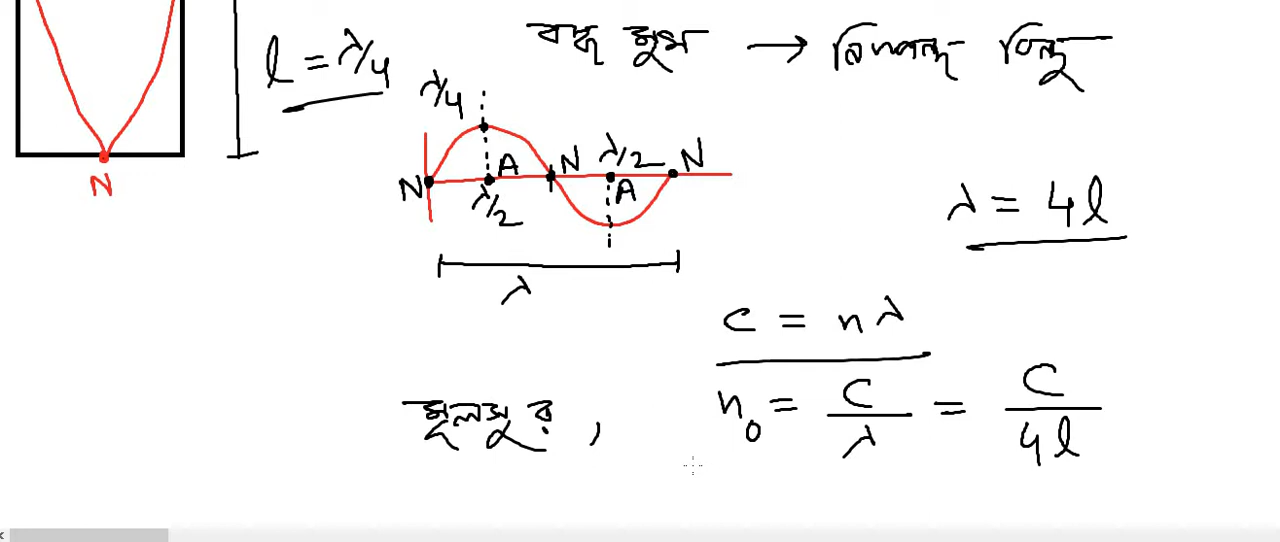 বদ্ধ মুখ → নিস্পন্দ বিন্দু
l = λ/4
λ/4
N A N λ/2 N
λ/2 A
N
λ = 4l
λ
c = nλ
মূলসুর, n₀ = C/λ = C/4l